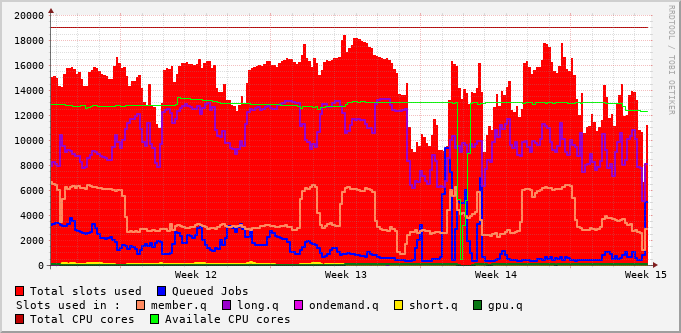 20000
18000
16000
14000
12000
10000
8000
6000
4000
2000
0
RRDTOOL / TOBI OETIKER
Week 12 Week 13 Week 14 Week 15
Total slots used Queued Jobs
Slots used in : member.q long.q ondemand.q short.q gpu.q
Total CPU cores Availale CPU cores